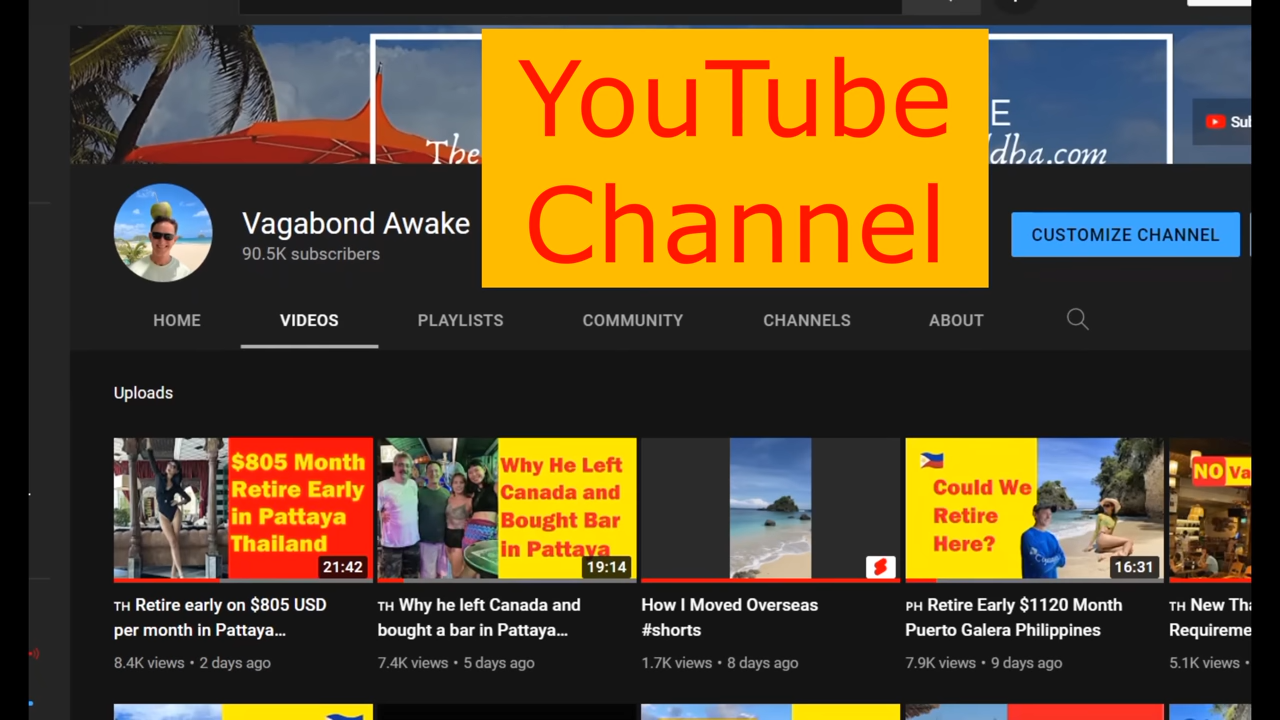 YouTube
Channel
E
The
dha.com
Vagabond Awake
90.5K subscribers
CUSTOMIZE CHANNEL
HOME
VIDEOS
PLAYLISTS
COMMUNITY
CHANNELS
ABOUT
Uploads
$805 Month
Retire Early
in Pattaya
Thailand
21:42
Why He Left
Canada and
Bought Bar
in Pattaya
19:14
Could We
Retire
Here?
16:31
NO Va
TH Retire early on $805 USD
per month in Pattaya...
8.4K views • 2 days ago
TH Why he left Canada and
bought a bar in Pattaya...
7.4K views • 5 days ago
How I Moved Overseas
#shorts
1.7K views • 8 days ago
PH Retire Early $1120 Month
Puerto Galera Philippines
7.9K views • 9 days ago
TH New Tha
Requireme
5.1K views •